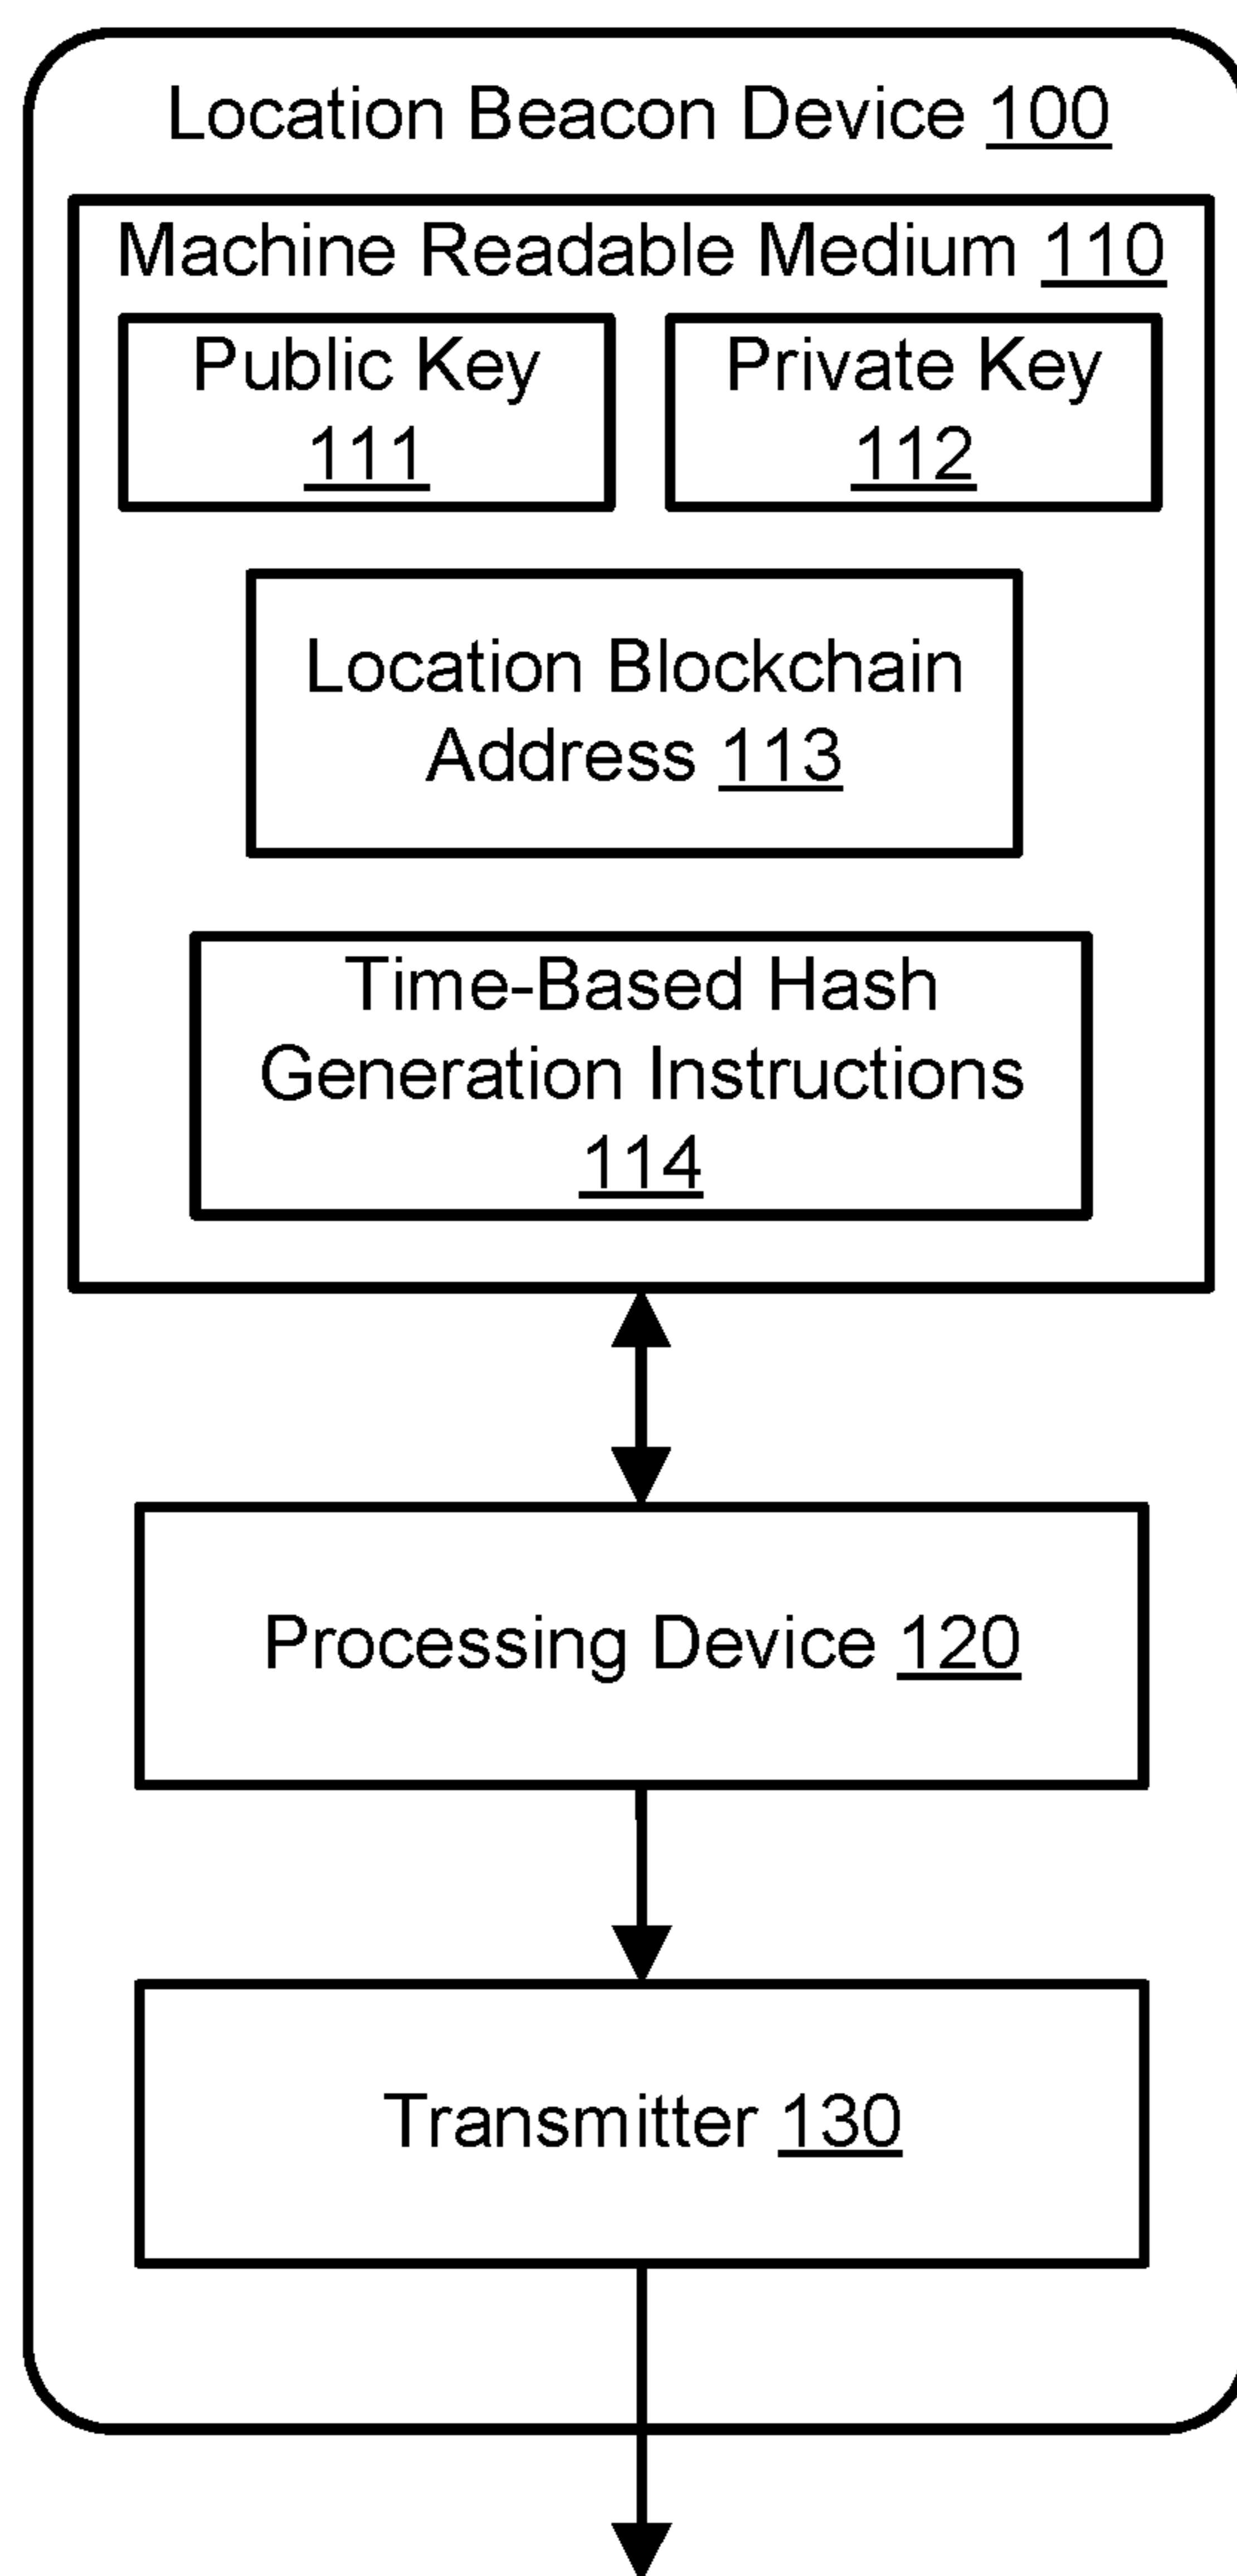 Location Beacon Device 100
Machine Readable Medium 110
Public Key
111
Private Key
112
Location Blockchain
Address 113
Time-Based Hash
Generation Instructions
114
Processing Device 120
Transmitter 130